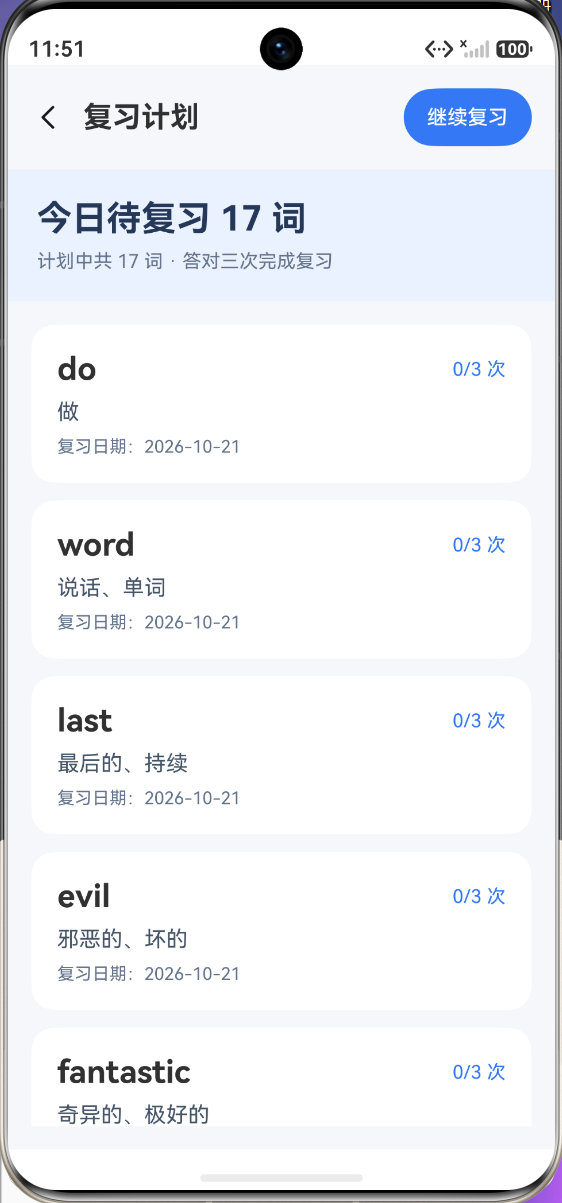 11:51
100
复习计划
继续复习
今日待复习 17 词
计划中共 17 词 · 答对三次完成复习
do
0/3 次
做
复习日期：2026-10-21
word
0/3 次
说话、单词
复习日期：2026-10-21
last
0/3 次
最后的、持续
复习日期：2026-10-21
evil
0/3 次
邪恶的、坏的
复习日期：2026-10-21
fantastic
0/3 次
奇异的、极好的